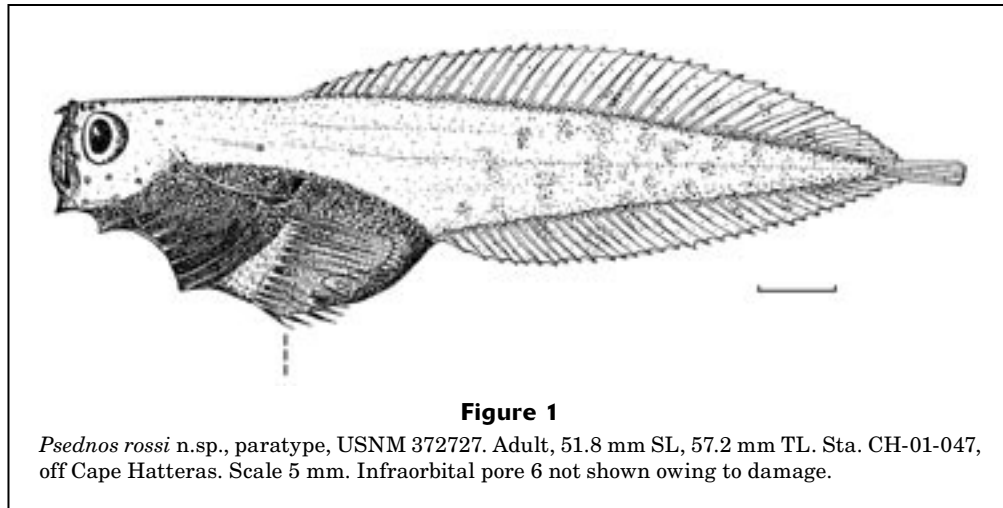 Figure 1
Psednos rossi n.sp., paratype, USNM 372727. Adult, 51.8 mm SL, 57.2 mm TL. Sta. CH-01-047,
off Cape Hatteras. Scale 5 mm. Infraorbital pore 6 not shown owing to damage.